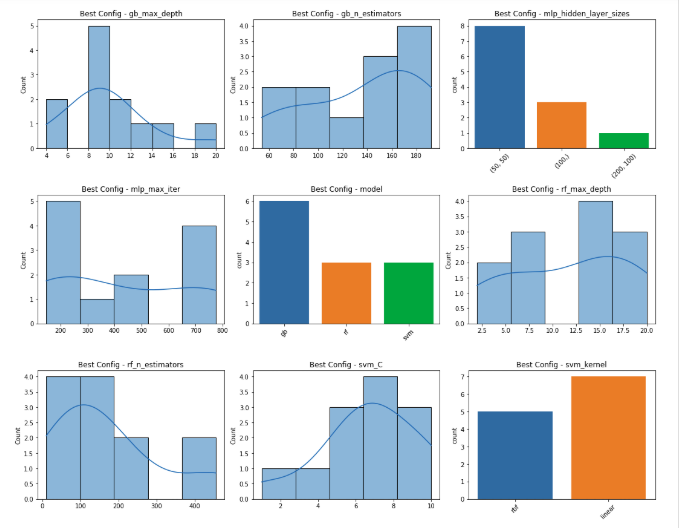 Best Config - gb_max_depth
Count
5
4
3
2
1
0
4 6 8 10 12 14 16 18 20
Best Config - gb_n_estimators
Count
4.0
3.5
3.0
2.5
2.0
1.5
1.0
0.5
0.0
60 80 100 120 140 160 180
Best Config - mlp_hidden_layer_sizes
count
8
7
6
5
4
3
2
1
0
(50, 50) (100,) (200, 100)
Best Config - mlp_max_iter
Count
5
4
3
2
1
0
200 300 400 500 600 700 800
Best Config - model
count
6
5
4
3
2
1
0
gb rf svm
Best Config - rf_max_depth
Count
4.0
3.5
3.0
2.5
2.0
1.5
1.0
0.5
0.0
2.5 5.0 7.5 10.0 12.5 15.0 17.5 20.0
Best Config - rf_n_estimators
Count
4.0
3.5
3.0
2.5
2.0
1.5
1.0
0.5
0.0
0 100 200 300 400
Best Config - svm_C
Count
4.0
3.5
3.0
2.5
2.0
1.5
1.0
0.5
0.0
2 4 6 8 10
Best Config - svm_kernel
count
7
6
5
4
3
2
1
0
rbf linear